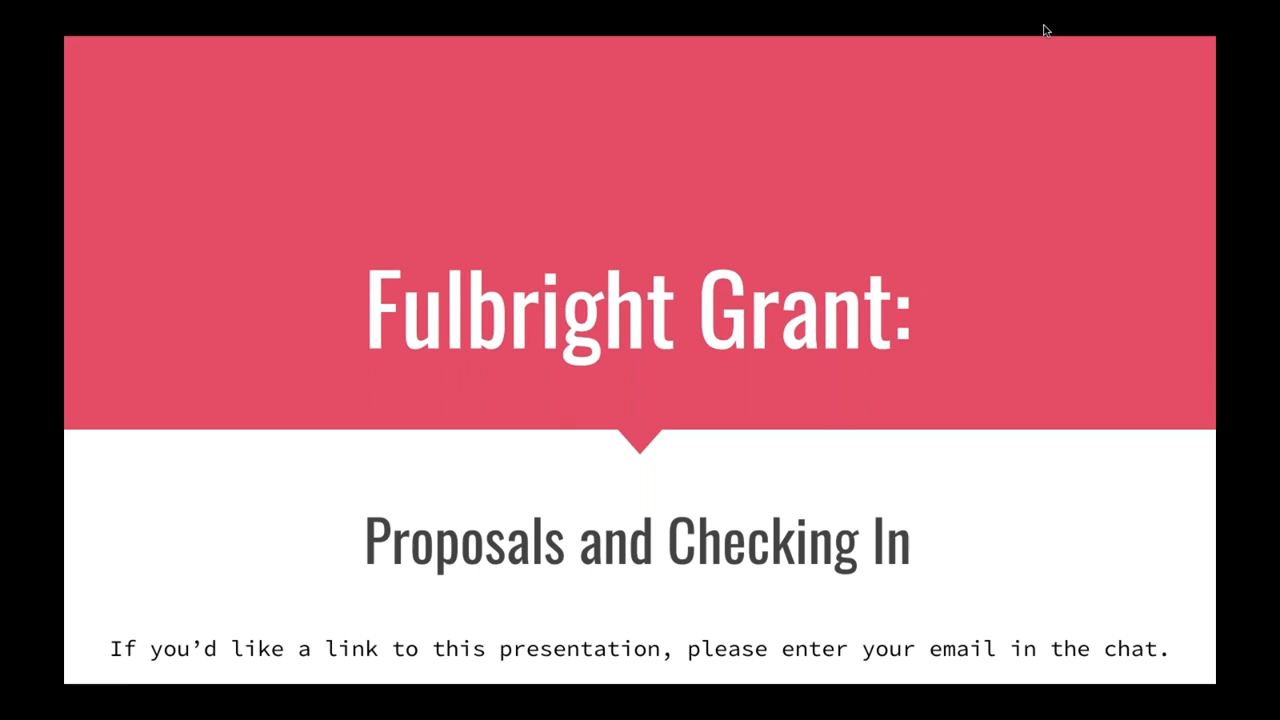 Fulbright Grant:
Proposals and Checking In
If you’d like a link to this presentation, please enter your email in the chat.